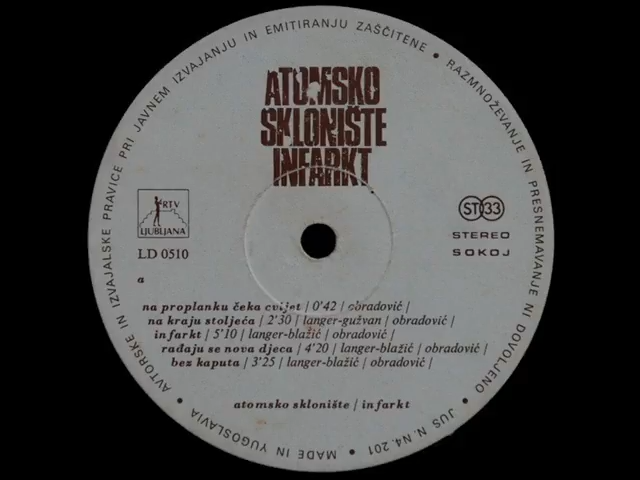 AVTORSKE IN IZVAJALSKE PRAVICE PRI JAVNEM IZVAJANJU IN EMITIRANJU ZAŠČITENE • RAZMNOŽEVANJE IN PRESNEMAVANJE NI DOVOLJENO • JUS N. N4. 201 • MADE IN YUGOSLAVIA •
ATOMSKO
SKLONIŠTE
INFARKT
RTV
LJUBLJANA
LD 0510
ST 33
STEREO
SOKOJ
a
na proplanku čeka cvijet | 0'42 | obradović |
na kraju stoljeća | 2'30 | langer-gužvan | obradović |
infarkt | 5'10 | langer-blažić | obradović |
rađaju se nova djeca | 4'20 | langer-blažić | obradović |
bez kaputa | 3'25 | langer-blažić | obradović |
atomsko sklonište | infarkt